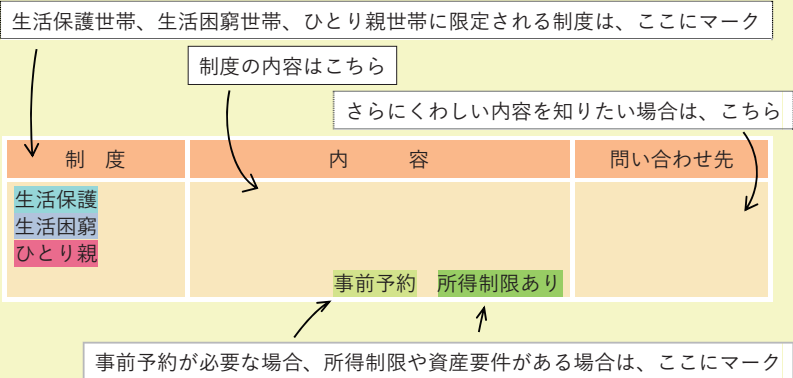 生活保護世帯、生活困窮世帯、ひとり親世帯に限定される制度は、ここにマーク
制度の内容はこちら
さらにくわしい内容を知りたい場合は、こちら
制　度
内　　容
問い合わせ先
生活保護
生活困窮
ひとり親
事前予約　所得制限あり
事前予約が必要な場合、所得制限や資産要件がある場合は、ここにマーク